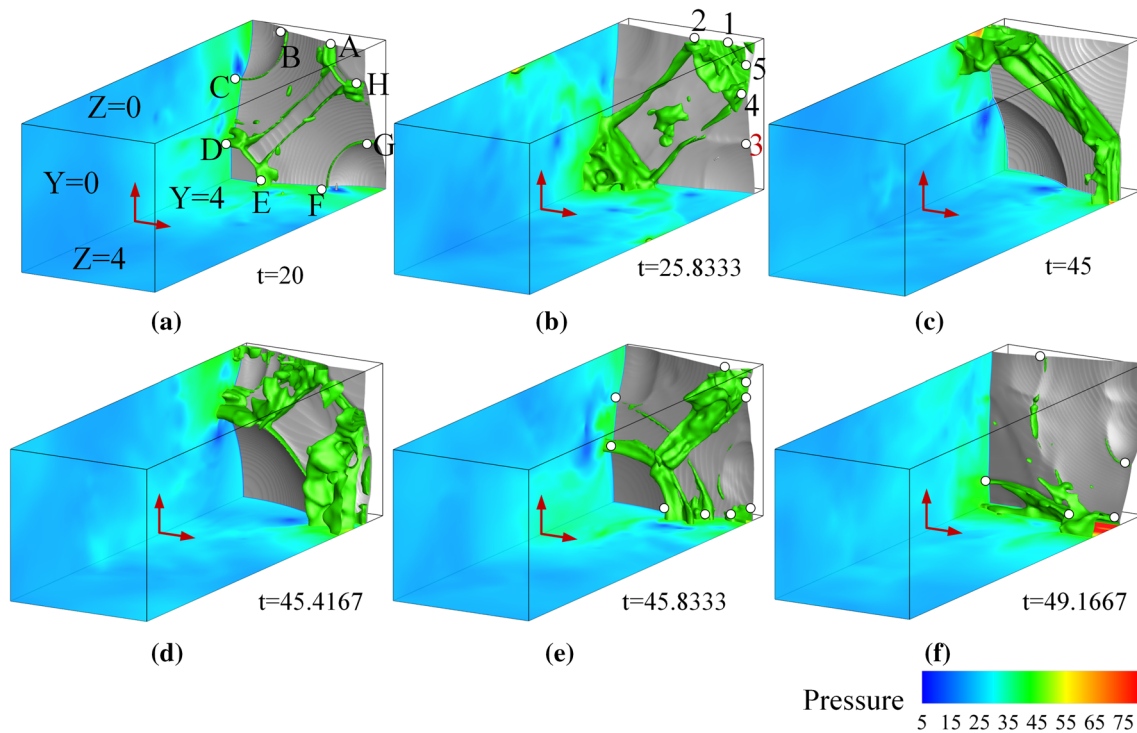 B A
C H
Z=0
D G
Y=0 Y=4 E F
Z=4
t=20
(a)
2 1
5
4
3
t=25.8333
(b)
t=45
(c)
t=45.4167
(d)
t=45.8333
(e)
t=49.1667
(f)
Pressure
5 15 25 35 45 55 65 75